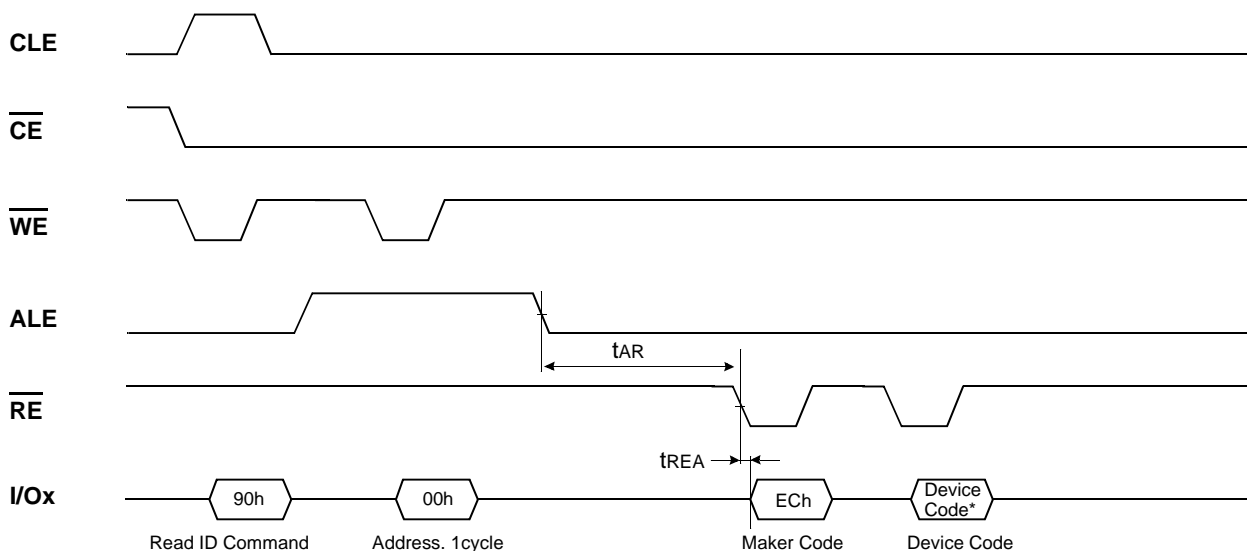 CLE
CE
WE
ALE
tAR
RE
tREA
I/Ox
90h
00h
ECh
Device
Code*
Read ID Command
Address. 1cycle
Maker Code
Device Code